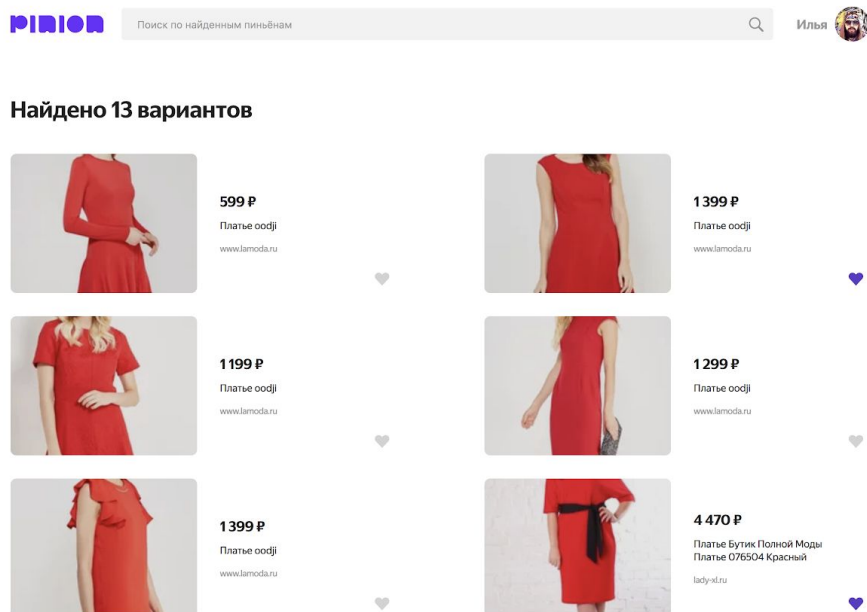 PINION
Поиск по найденным пиньёнам
Илья
Найдено 13 вариантов
599 ₽
Платье oodji
www.lamoda.ru
1 399 ₽
Платье oodji
www.lamoda.ru
1 199 ₽
Платье oodji
www.lamoda.ru
1 299 ₽
Платье oodji
www.lamoda.ru
1 399 ₽
Платье oodji
www.lamoda.ru
4 470 ₽
Платье Бутик Полной Моды
Платье 076504 Красный
lady-xl.ru